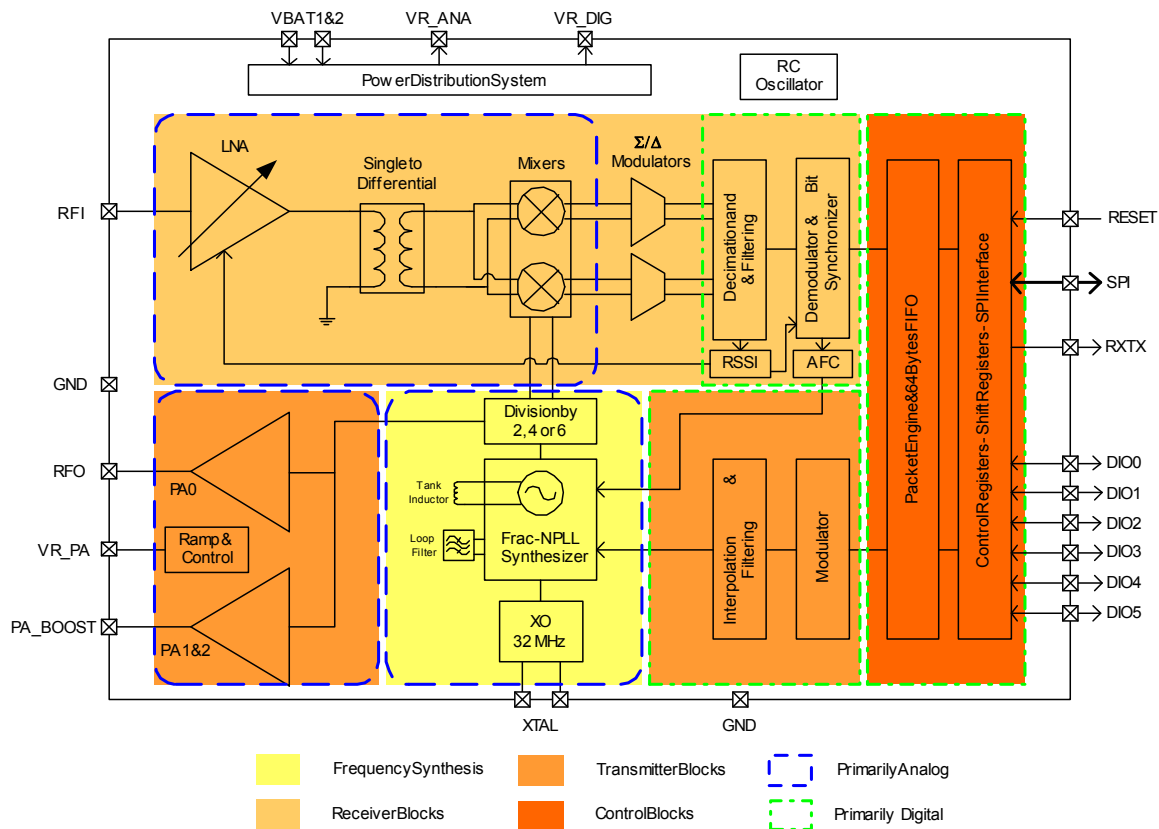 VBAT1&2
VR_ANA
VR_DIG
PowerDistributionSystem
RC
Oscillator
LNA
Singleto
Differential
Mixers
Σ/Δ
Modulators
Decimationand
& Filtering
Demodulator &
Bit
Synchronizer
RSSI
AFC
PacketEngine&64BytesFIFO
ControlRegisters-ShiftRegisters-SPIInterface
RFI
GND
RFO
VR_PA
PA_BOOST
RESET
SPI
RXTX
DIO0
DIO1
DIO2
DIO3
DIO4
DIO5
PA0
Ramp&
Control
PA1&2
Divisionby
2, 4 or 6
Tank
Inductor
Loop
Filter
Frac-NPLL
Synthesizer
XO
32 MHz
Interpolation &
Filtering
Modulator
XTAL
GND
FrequencySynthesis
TransmitterBlocks
PrimarilyAnalog
ReceiverBlocks
ControlBlocks
Primarily Digital